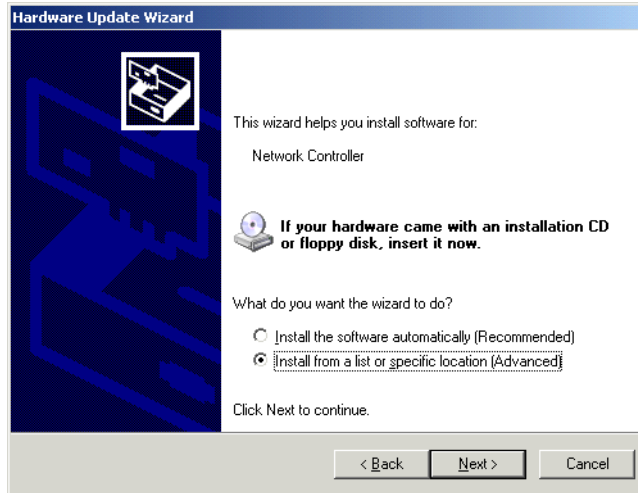 Hardware Update Wizard
This wizard helps you install software for:
Network Controller
If your hardware came with an installation CD
or floppy disk, insert it now.
What do you want the wizard to do?
Install the software automatically (Recommended)
Install from a list or specific location (Advanced)
Click Next to continue.
< Back Next > Cancel